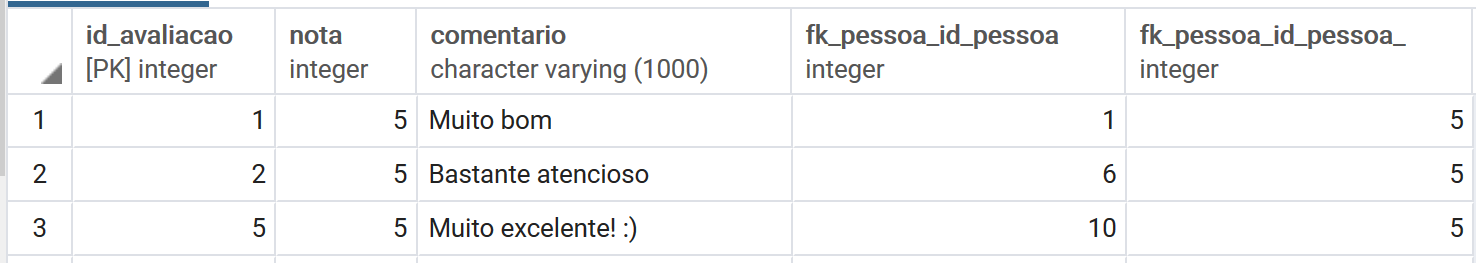 id_avaliacao nota comentario fk_pessoa_id_pessoa fk_pessoa_id_pessoa_
[PK] integer integer character varying (1000) integer integer
1 1 5 Muito bom 1 5
2 2 5 Bastante atencioso 6 5
3 5 5 Muito excelente! :) 10 5